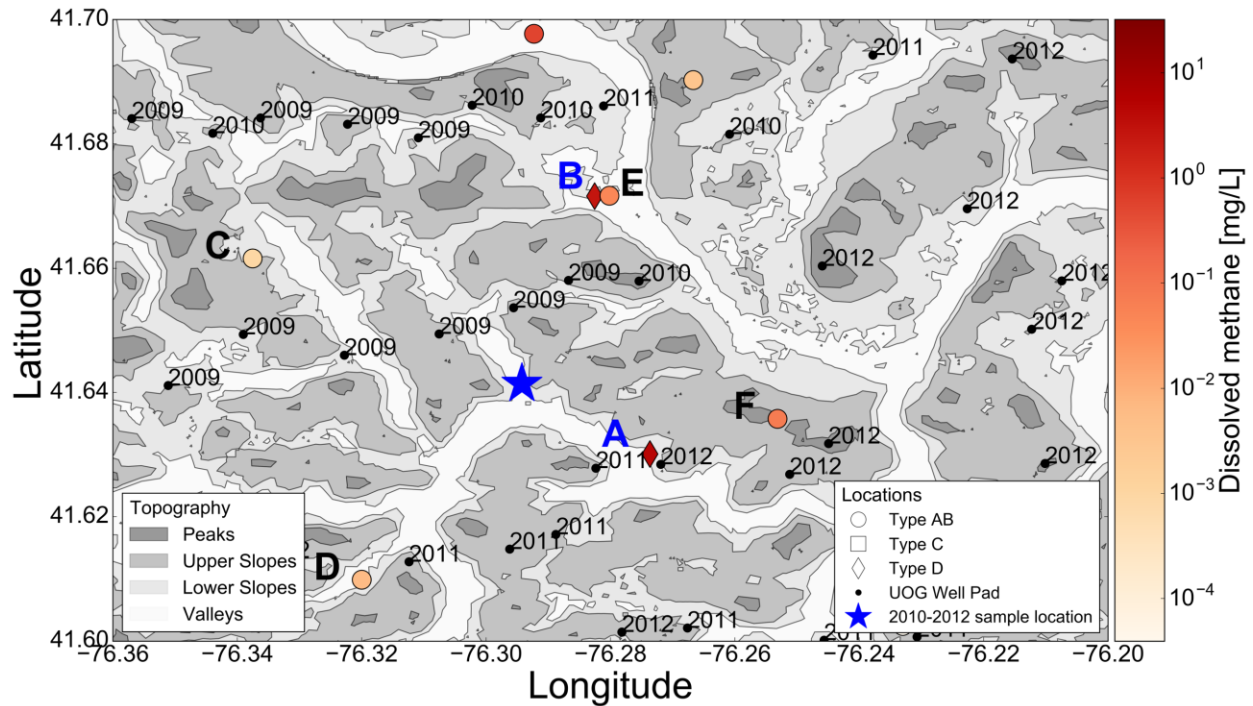 41.70
41.68
41.66
41.64
41.62
41.60
Latitude
2011
2012
2009
2010
2009
2009
2009
2010
2010
2011
2010
B
E
2012
C
2009
2010
2012
2012
2009
2009
2009
2009
2012
2009
F
A
2011
2012
2012
2012
2012
2011
2011
D
2011
2012
2011
2011
2011
Topography
Peaks
Upper Slopes
Lower Slopes
Valleys
Locations
Type AB
Type C
Type D
UOG Well Pad
2010-2012 sample location
−76.36 −76.34 −76.32 −76.30 −76.28 −76.26 −76.24 −76.22 −76.20
Longitude
10¹
10⁰
10⁻¹
10⁻²
10⁻³
10⁻⁴
Dissolved methane [mg/L]